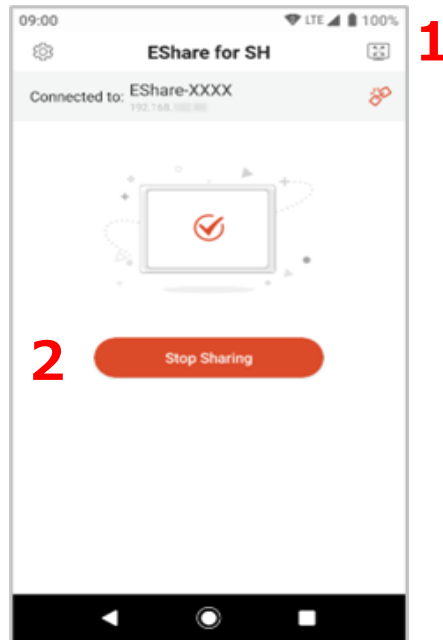 09:00 LTE 100%
1
EShare for SH
Connected to: EShare-XXXX
192.168.
2
Stop Sharing